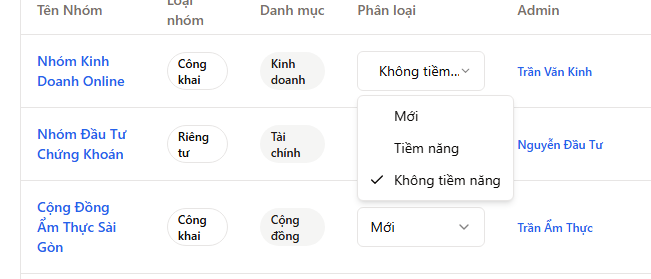 Tên Nhóm
Loại
nhóm
Danh mục
Phân loại
Admin
Nhóm Kinh
Doanh Online
Công
khai
Kinh
doanh
Không tiềm...
Trần Văn Kinh
Mới
Tiềm năng
Không tiềm năng
Nhóm Đầu Tư
Chứng Khoán
Riêng
tư
Tài
chính
Nguyễn Đầu Tư
Cộng Đồng
Ẩm Thực Sài
Gòn
Công
khai
Cộng
đồng
Mới
Trần Ẩm Thực